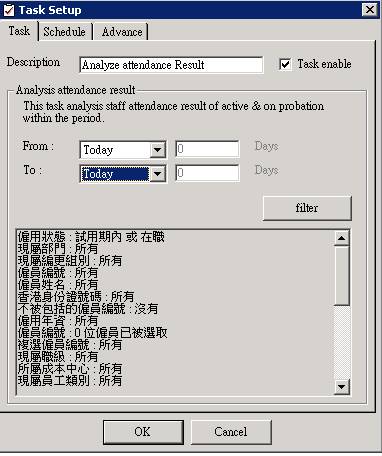 Task Setup
Task
Schedule
Advance
Description
Analyze attendance Result
Task enable
Analysis attendance result
This task analysis staff attendance result of active & on probation
within the period.
From :
Today
0
Days
To :
Today
0
Days
filter
僱用狀態 : 試用期內 或 在職
現屬部門 : 所有
現屬編更組別 : 所有
僱員編號 : 所有
僱員姓名 : 所有
香港身份證號碼 : 所有
不被包括的僱員編號 : 沒有
僱用年資 : 所有
僱員編號 : 0 位僱員已被選取
複選僱員編號 : 所有
現屬職級 : 所有
所屬成本中心 : 所有
現屬員工類別 : 所有
OK
Cancel